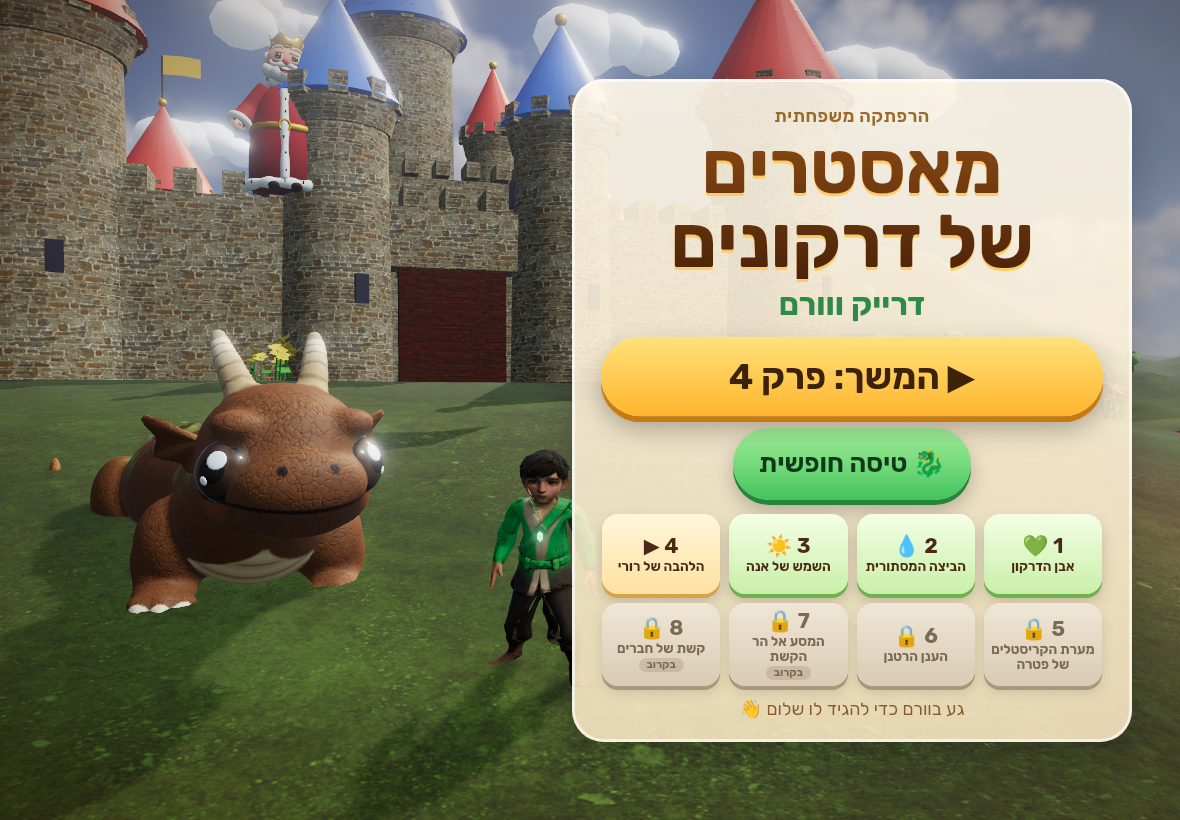 הרפתקה משפחתית
מאסטרים
של דרקונים
דרייק ווורם
▶ המשך: פרק 4
🐉 טיסה חופשית
1 💚
אבן הדרקון
2 💧
הביצה המסתורית
3 ☀️
השמש של אנה
4 ▶
הלהבה של רורי
5 🔒
מערת הקריסטלים
של פטרה
6 🔒
הענן הרטנן
7 🔒
המסע אל הר
הקשת
בקרוב
8 🔒
קשת של חברים
בקרוב
גע בוורם כדי להגיד לו שלום 👋